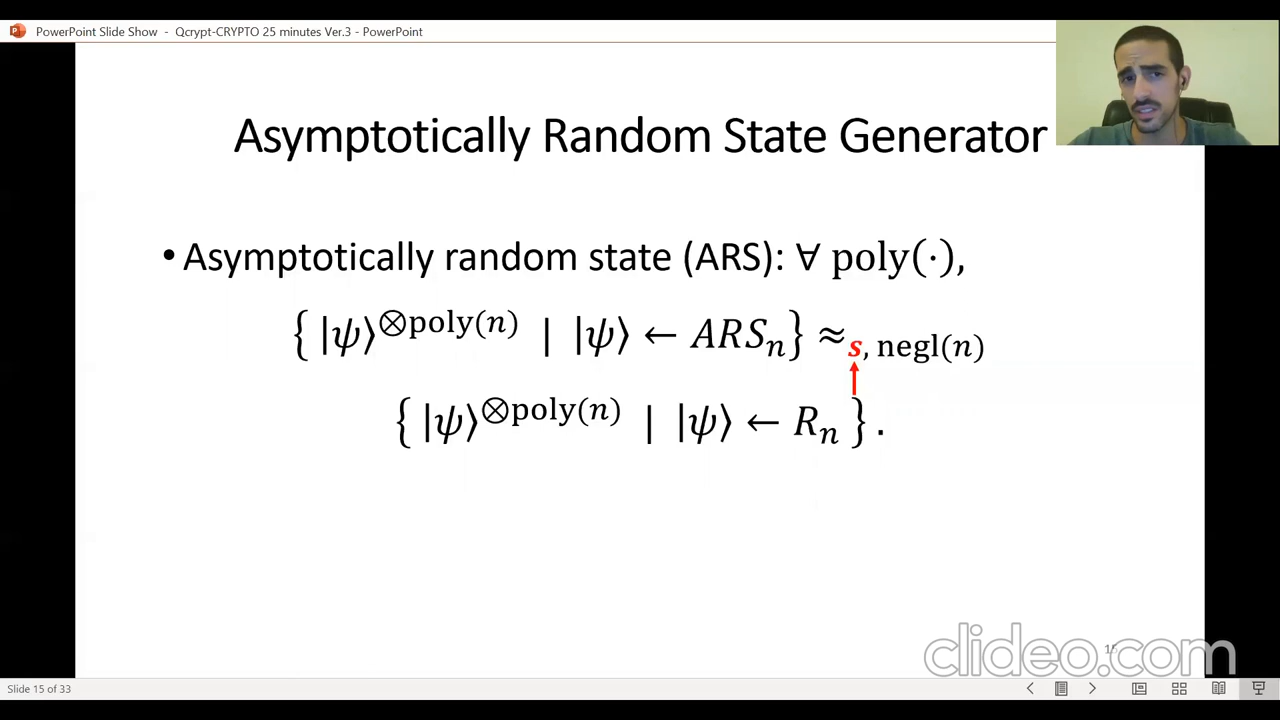 PowerPoint Slide Show - Qcrypt-CRYPTO 25 minutes Ver.3 - PowerPoint
Asymptotically Random State Generator
• Asymptotically random state (ARS): ∀ poly(·),
{ |ψ⟩^⊗poly(n) | |ψ⟩ ← ARS_n } ≈_s, negl(n)
{ |ψ⟩^⊗poly(n) | |ψ⟩ ← R_n } .
clideo.com
15
Slide 15 of 33